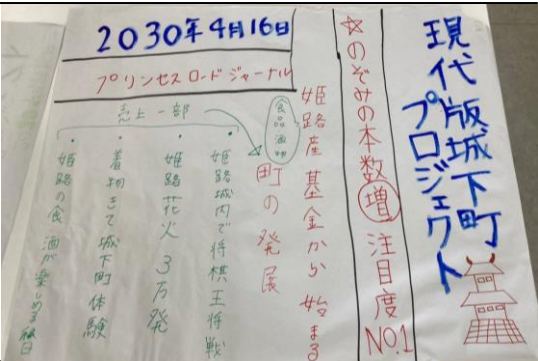 現代版城下町
プロジェクト
☆のぞみの本数増 注目度No1
2030年4月16日
プリンセスロードジャーナル
姫路産基金から始まる
食品酒却
町の発展
売上一部
・姫路城内で将棋王将戦
・姫路花火3万発
・着物きて城下町体験
・姫路の食 酒が楽しめる